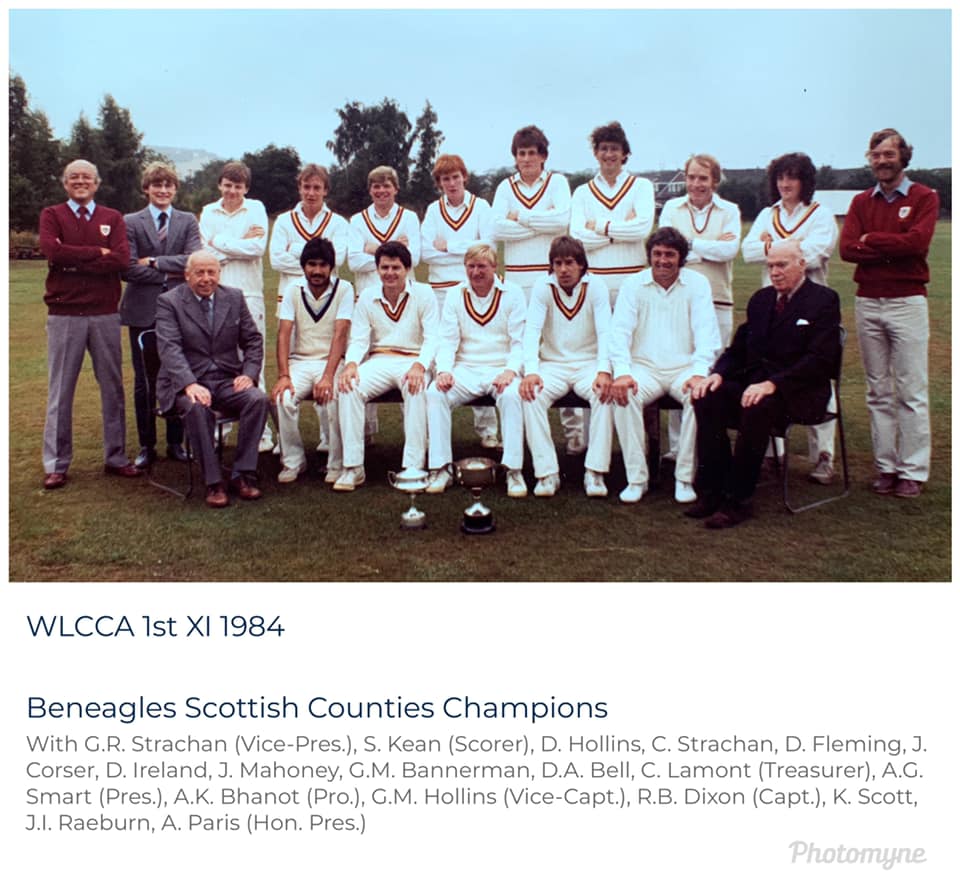 WLCCA 1st XI 1984
Beneagles Scottish Counties Champions
With G.R. Strachan (Vice-Pres.), S. Kean (Scorer), D. Hollins, C. Strachan, D. Fleming, J.
Corser, D. Ireland, J. Mahoney, G.M. Bannerman, D.A. Bell, C. Lamont (Treasurer), A.G.
Smart (Pres.), A.K. Bhanot (Pro.), G.M. Hollins (Vice-Capt.), R.B. Dixon (Capt.), K. Scott,
J.I. Raeburn, A. Paris (Hon. Pres.)
Photomyne